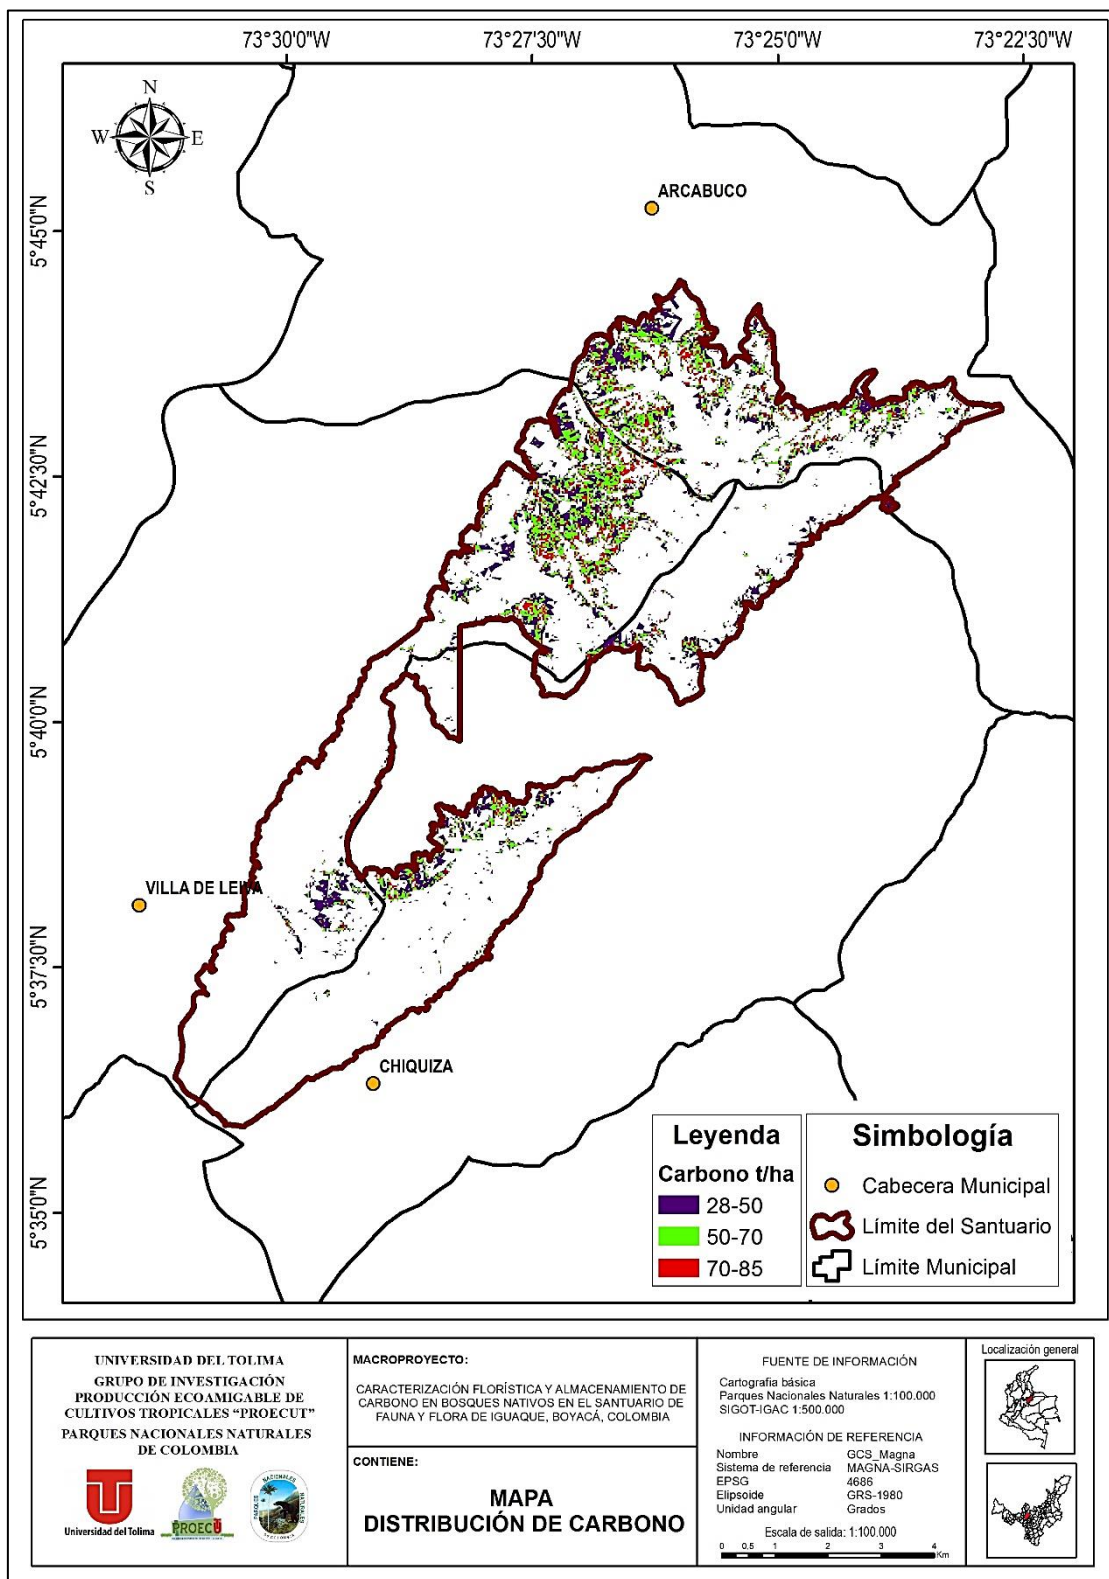 73°30'0"W 73°27'30"W 73°25'0"W 73°22'30"W
N
W E
S
ARCABUCO
5°45'0"N
5°42'30"N
5°40'0"N
VILLA DE LEIVA
5°37'30"N
CHIQUIZA
5°35'0"N
Leyenda
Carbono t/ha
28-50
50-70
70-85
Simbología
Cabecera Municipal
Límite del Santuario
Límite Municipal
UNIVERSIDAD DEL TOLIMA
GRUPO DE INVESTIGACIÓN
PRODUCCIÓN ECOAMIGABLE DE
CULTIVOS TROPICALES “PROECUT”
PARQUES NACIONALES NATURALES
DE COLOMBIA
Universidad del Tolima
PROECUT
PARQUES NACIONALES NATURALES
DE COLOMBIA
MACROPROYECTO:
CARACTERIZACIÓN FLORÍSTICA Y ALMACENAMIENTO DE
CARBONO EN BOSQUES NATIVOS EN EL SANTUARIO DE
FAUNA Y FLORA DE IGUAQUE, BOYACÁ, COLOMBIA
CONTIENE:
MAPA
DISTRIBUCIÓN DE CARBONO
FUENTE DE INFORMACIÓN
Cartografia básica
Parques Nacionales Naturales 1:100.000
SIGOT-IGAC 1:500.000
INFORMACIÓN DE REFERENCIA
Nombre GCS_Magna
Sistema de referencia MAGNA-SIRGAS
EPSG 4686
Elipsoide GRS-1980
Unidad angular Grados
Escala de salida: 1:100.000
0 0,5 1 2 3 4
Km
Localización general